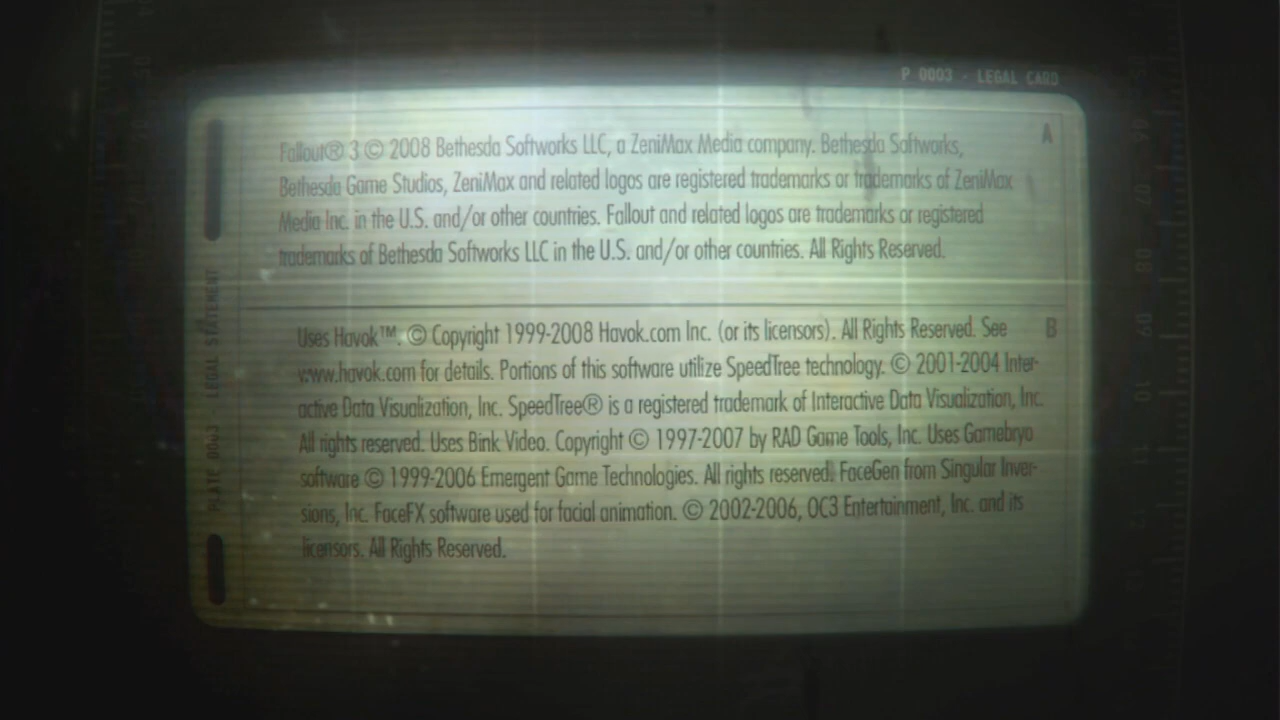 P 0003 - LEGAL CARD
A
Fallout® 3 © 2008 Bethesda Softworks LLC, a ZeniMax Media company. Bethesda Softworks,
Bethesda Game Studios, ZeniMax and related logos are registered trademarks or trademarks of ZeniMax
Media Inc. in the U.S. and/or other countries. Fallout and related logos are trademarks or registered
trademarks of Bethesda Softworks LLC in the U.S. and/or other countries. All Rights Reserved.
PLATE 0003 - LEGAL STATEMENT
B
Uses Havok™. © Copyright 1999-2008 Havok.com Inc. (or its licensors). All Rights Reserved. See
www.havok.com for details. Portions of this software utilize SpeedTree technology. © 2001-2004 Inter-
active Data Visualization, Inc. SpeedTree® is a registered trademark of Interactive Data Visualization, Inc.
All rights reserved. Uses Bink Video. Copyright © 1997-2007 by RAD Game Tools, Inc. Uses Gamebryo
software © 1999-2006 Emergent Game Technologies. All rights reserved. FaceGen from Singular Inver-
sions, Inc. FaceFX software used for facial animation. © 2002-2006, OC3 Entertainment, Inc. and its
licensors. All Rights Reserved.
07
08
09
10
11
12